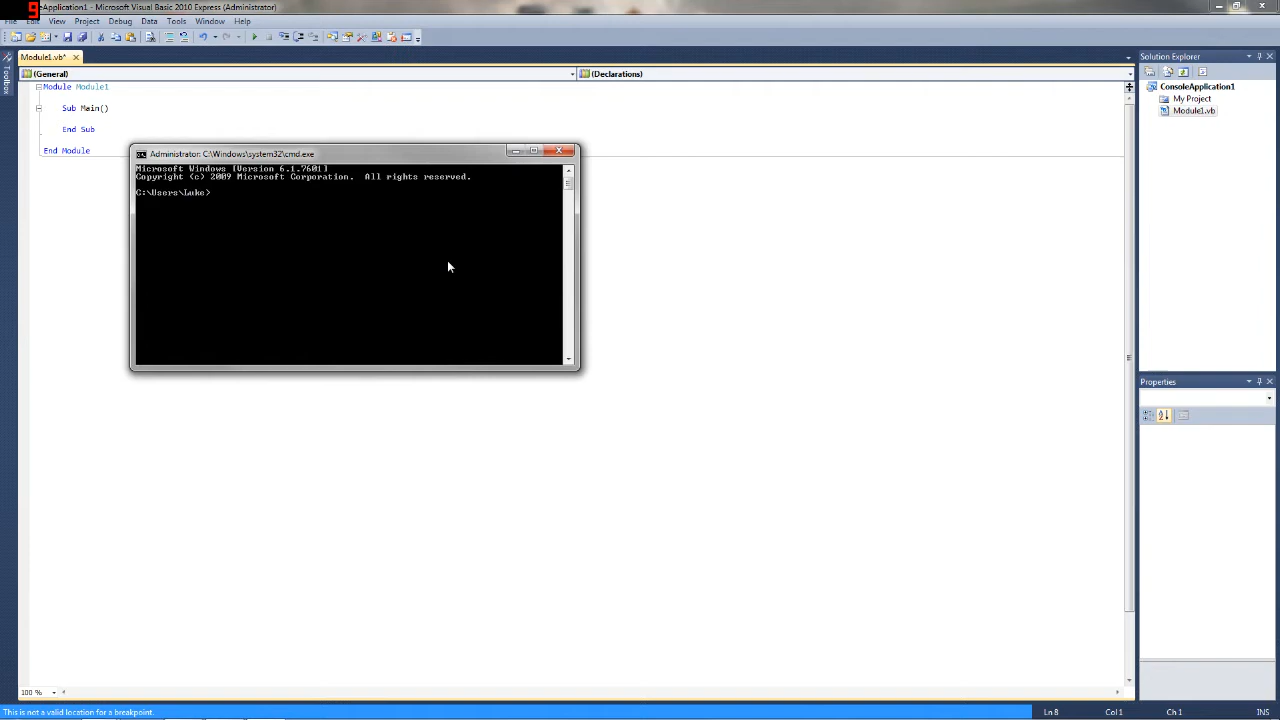 9
eApplication1 - Microsoft Visual Basic 2010 Express (Administrator)
File Edit View Project Debug Data Tools Window Help
Module1.vb*
Solution Explorer
Toolbox
(General)
(Declarations)
Module Module1
Sub Main()
End Sub
End Module
ConsoleApplication1
My Project
Module1.vb
Administrator: C:\Windows\system32\cmd.exe
Microsoft Windows [Version 6.1.7601]
Copyright (c) 2009 Microsoft Corporation. All rights reserved.
C:\Users\Luke>
Properties
100 %
This is not a valid location for a breakpoint.
Ln 8
Col 1
Ch 1
INS